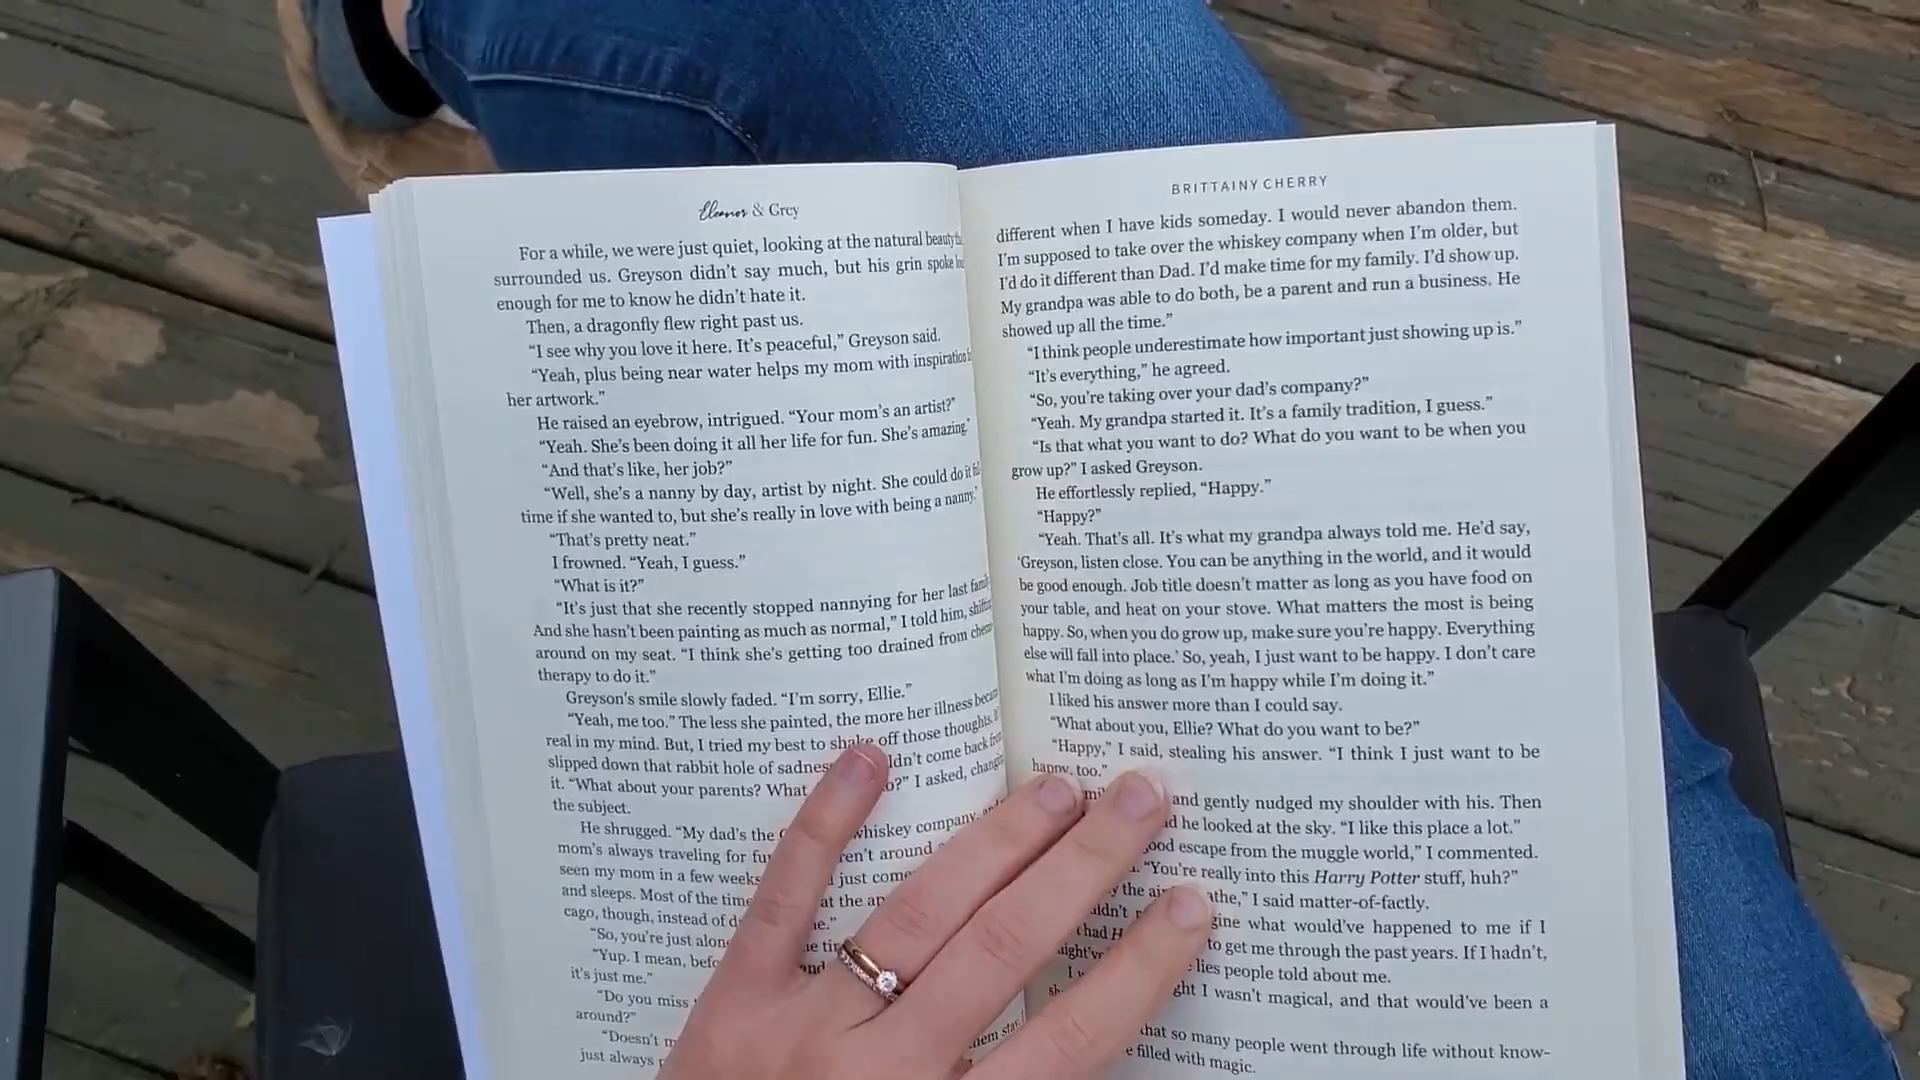 Eleanor & Grey
For a while, we were just quiet, looking at the natural beauty
surrounded us. Greyson didn’t say much, but his grin spoke
enough for me to know he didn’t hate it.
Then, a dragonfly flew right past us.
“I see why you love it here. It’s peaceful,” Greyson said.
“Yeah, plus being near water helps my mom with inspiration
her artwork.”
He raised an eyebrow, intrigued. “Your mom’s an artist?”
“Yeah. She’s been doing it all her life for fun. She’s amazing.”
“And that’s like, her job?”
“Well, she’s a nanny by day, artist by night. She could do it
time if she wanted to, but she’s really in love with being a nanny.”
“That’s pretty neat.”
I frowned. “Yeah, I guess.”
“What is it?”
“It’s just that she recently stopped nannying for her last
And she hasn’t been painting as much as normal,” I told him,
around on my seat. “I think she’s getting too drained from
therapy to do it.”
Greyson’s smile slowly faded. “I’m sorry, Ellie.”
“Yeah, me too.” The less she painted, the more her illness
real in my mind. But, I tried my best to shake off those thoughts.
slipped down that rabbit hole of come back
it. “What about your parents? What I asked,
the subject.
He shrugged. “My dad’s the whiskey company,
mom’s always traveling for around
seen my mom in a few weeks just
and sleeps. Most of the time at the
cago, though, instead of
“So, you’re just
“Yup. I mean,
it’s just me.”
“Do you miss
around?”
“Doesn’t
just always
BRITTAINY CHERRY
different when I have kids someday. I would never abandon them.
I’m supposed to take over the whiskey company when I’m older, but
I’d do it different than Dad. I’d make time for my family. I’d show up.
My grandpa was able to do both, be a parent and run a business. He
showed up all the time.”
“I think people underestimate how important just showing up is.”
“It’s everything,” he agreed.
“So, you’re taking over your dad’s company?”
“Yeah. My grandpa started it. It’s a family tradition, I guess.”
“Is that what you want to do? What do you want to be when you
grow up?” I asked Greyson.
He effortlessly replied, “Happy.”
“Happy?”
“Yeah. That’s all. It’s what my grandpa always told me. He’d say,
‘Greyson, listen close. You can be anything in the world, and it would
be good enough. Job title doesn’t matter as long as you have food on
your table, and heat on your stove. What matters the most is being
happy. So, when you do grow up, make sure you’re happy. Everything
else will fall into place.’ So, yeah, I just want to be happy. I don’t care
what I’m doing as long as I’m happy while I’m doing it.”
I liked his answer more than I could say.
“What about you, Ellie? What do you want to be?”
“Happy,” I said, stealing his answer. “I think I just want to be
happy, too.”
and gently nudged my shoulder with his. Then
he looked at the sky. “I like this place a lot.”
good escape from the muggle world,” I commented.
“You’re really into this Harry Potter stuff, huh?”
the I said matter-of-factly.
what would’ve happened to me if I
had to get me through the past years. If I hadn’t,
lies people told about me.
I wasn’t magical, and that would’ve been a
that so many people went through life without know-
filled with magic.